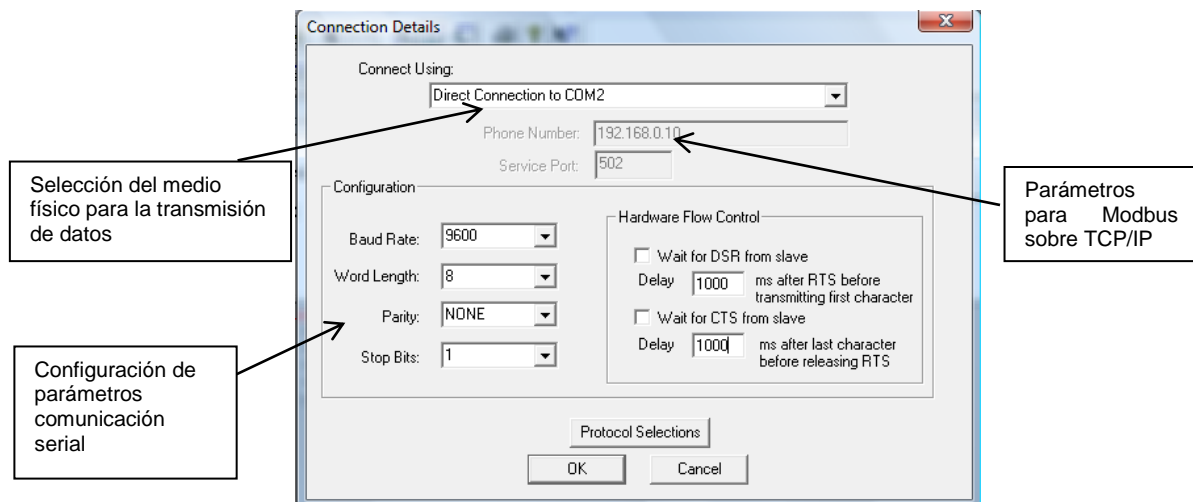 Connection Details
Connect Using:
Direct Connection to COM2
Phone Number: 192.168.0.10
Service Port: 502
Selección del medio
físico para la transmisión
de datos
Parámetros
para Modbus
sobre TCP/IP
Configuration
Baud Rate: 9600
Word Length: 8
Parity: NONE
Stop Bits: 1
Hardware Flow Control
Wait for DSR from slave
Delay 1000 ms after RTS before
transmitting first character
Wait for CTS from slave
Delay 1000 ms after last character
before releasing RTS
Configuración de
parámetros
comunicación
serial
Protocol Selections
OK Cancel